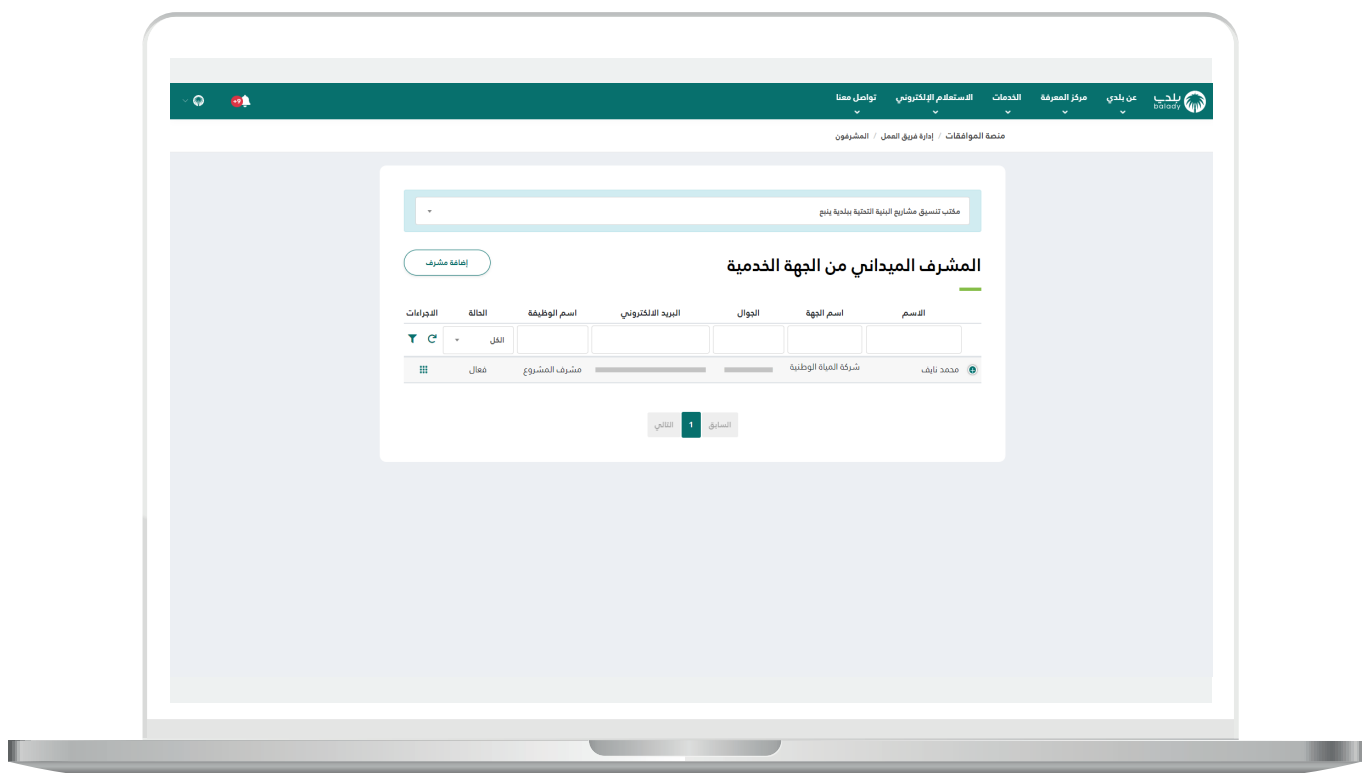 بلدي
balady
عن بلدي
مركز المعرفة
الخدمات
الاستعلام الإلكتروني
تواصل معنا
+9
منصة الموافقات / إدارة فريق العمل / المشرفون
مكتب تنسيق مشاريع البنية التحتية ببلدية ينبع
المشرف الميداني من الجهة الخدمية
إضافة مشرف
الاسم اسم الجهة الجوال البريد الالكتروني اسم الوظيفة الحالة الاجراءات
الكل
محمد نايف شركة المياة الوطنية مشرف المشروع فعال
السابق 1 التالي